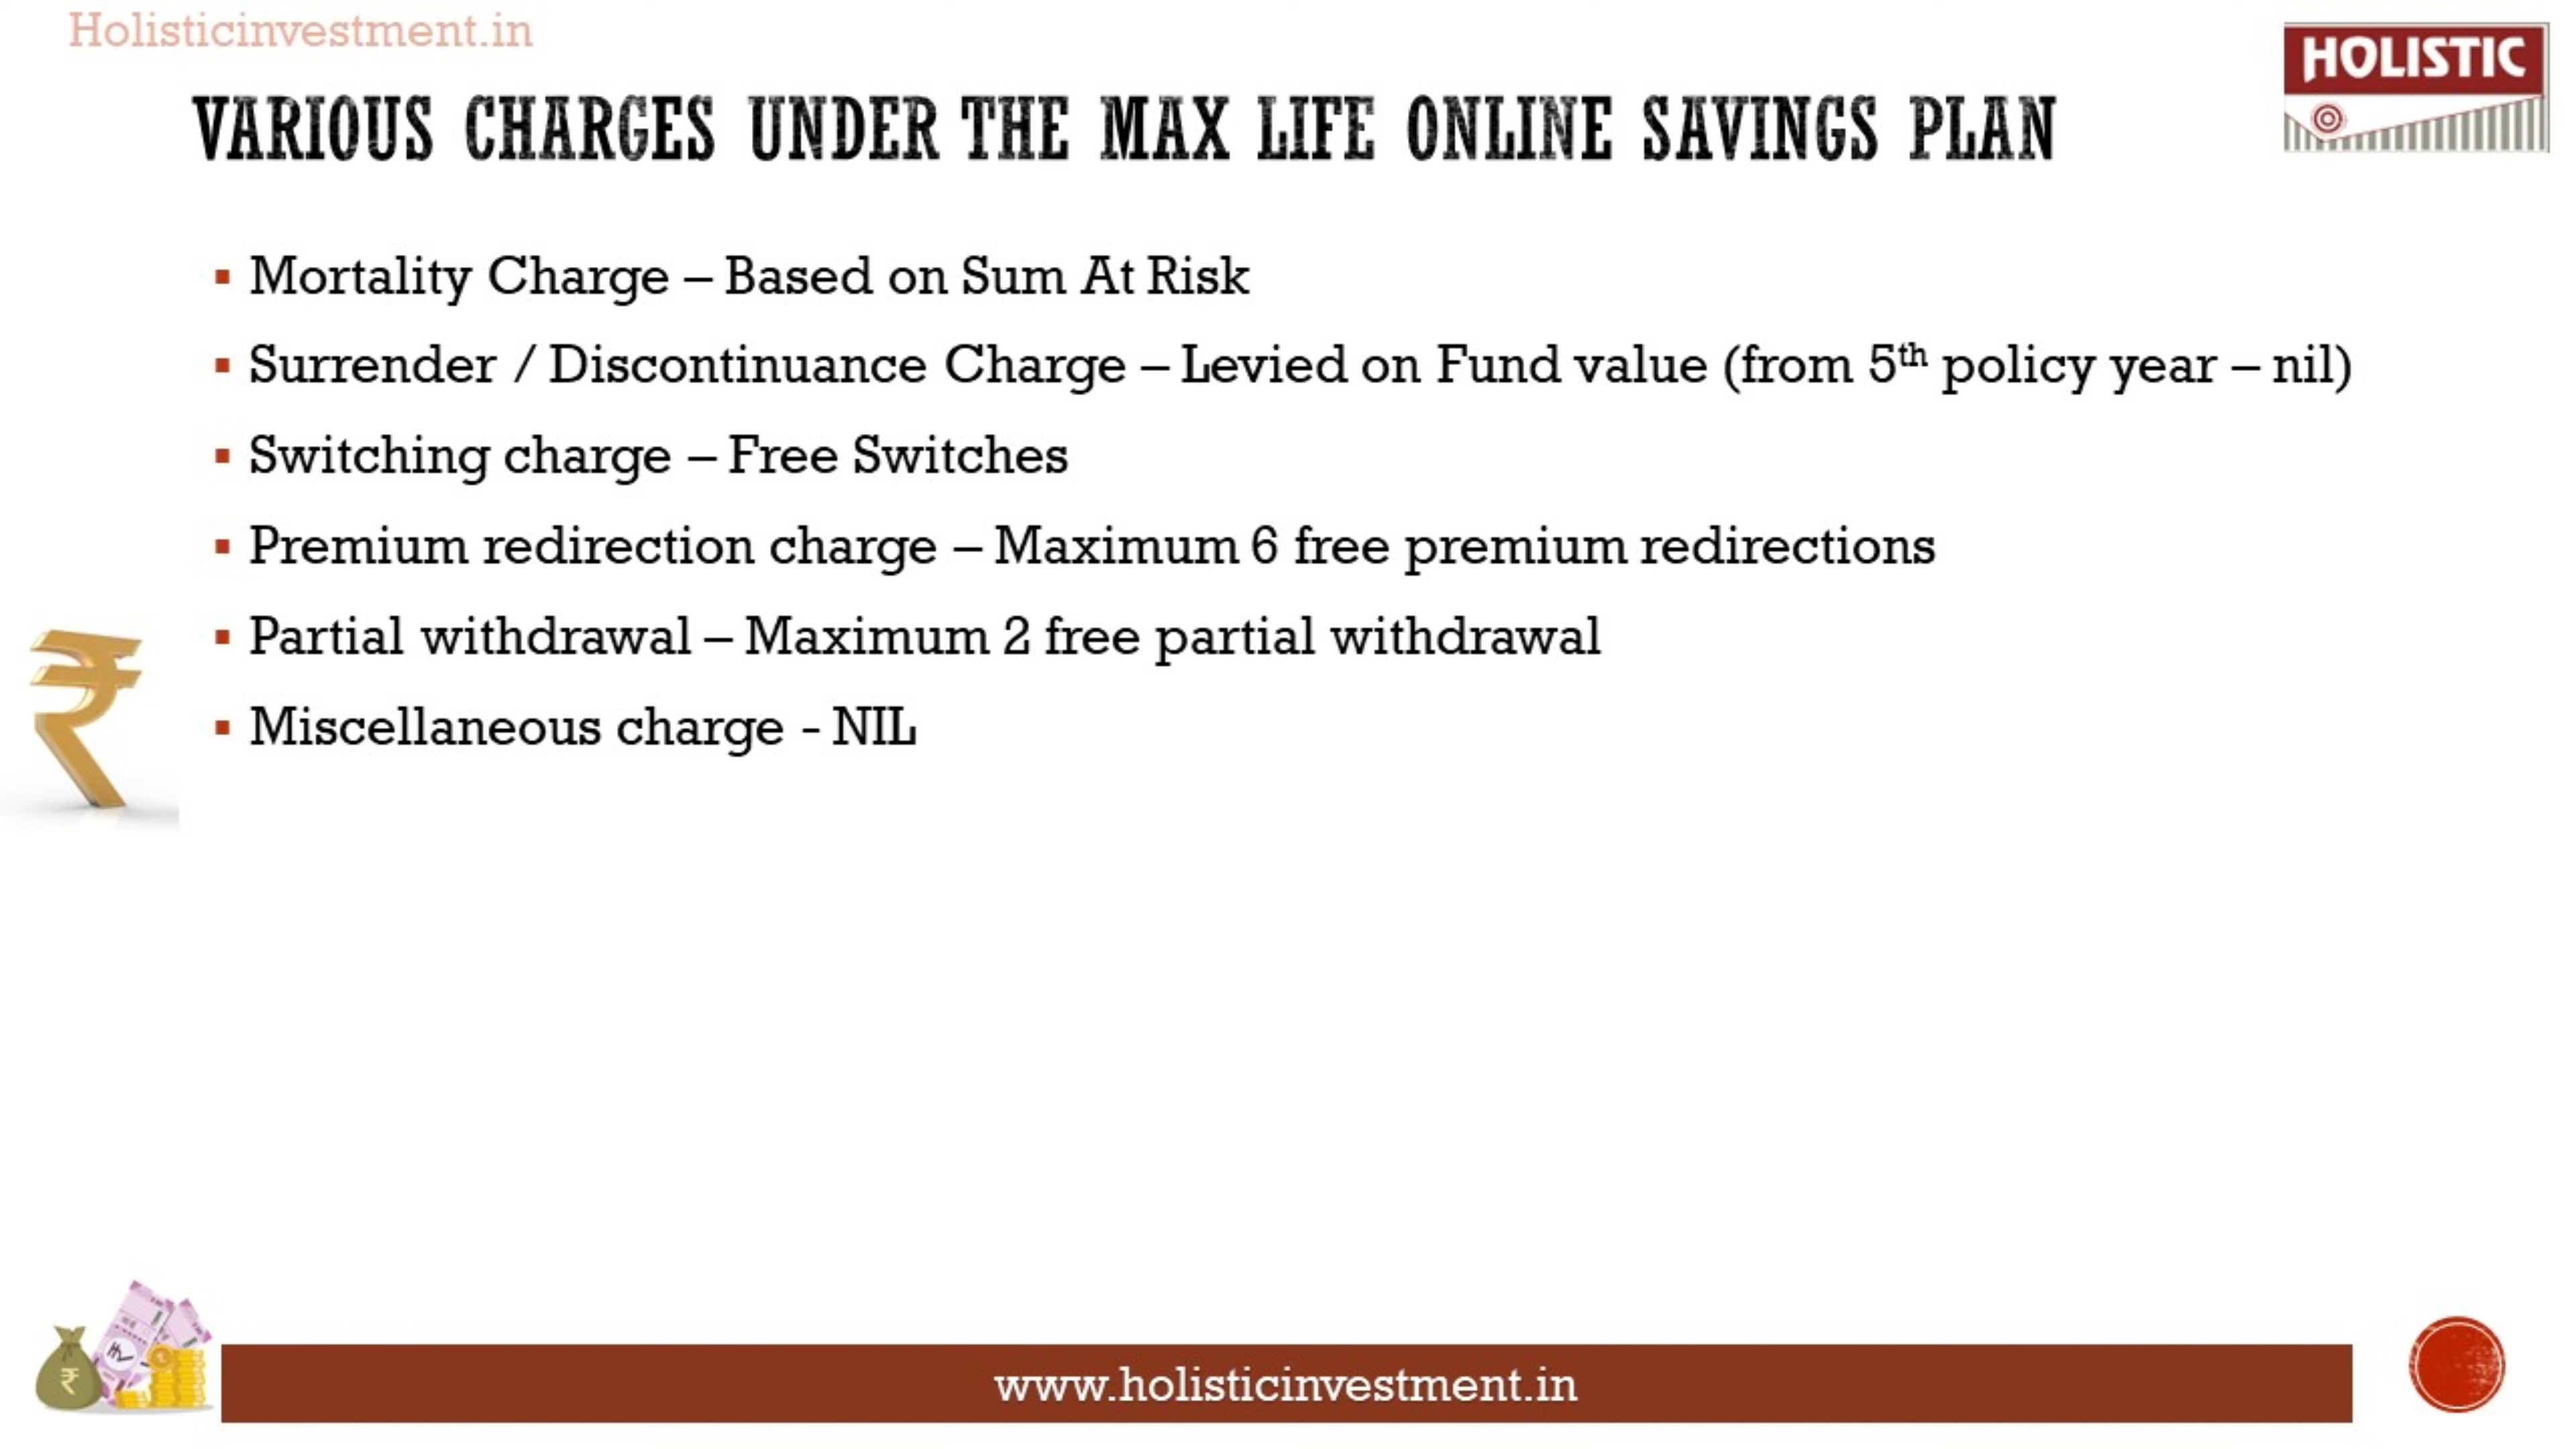 Holisticinvestment.in
HOLISTIC
VARIOUS CHARGES UNDER THE MAX LIFE ONLINE SAVINGS PLAN
▪ Mortality Charge – Based on Sum At Risk
▪ Surrender / Discontinuance Charge – Levied on Fund value (from 5th policy year – nil)
▪ Switching charge – Free Switches
▪ Premium redirection charge – Maximum 6 free premium redirections
▪ Partial withdrawal – Maximum 2 free partial withdrawal
▪ Miscellaneous charge - NIL
₹
₹
www.holisticinvestment.in